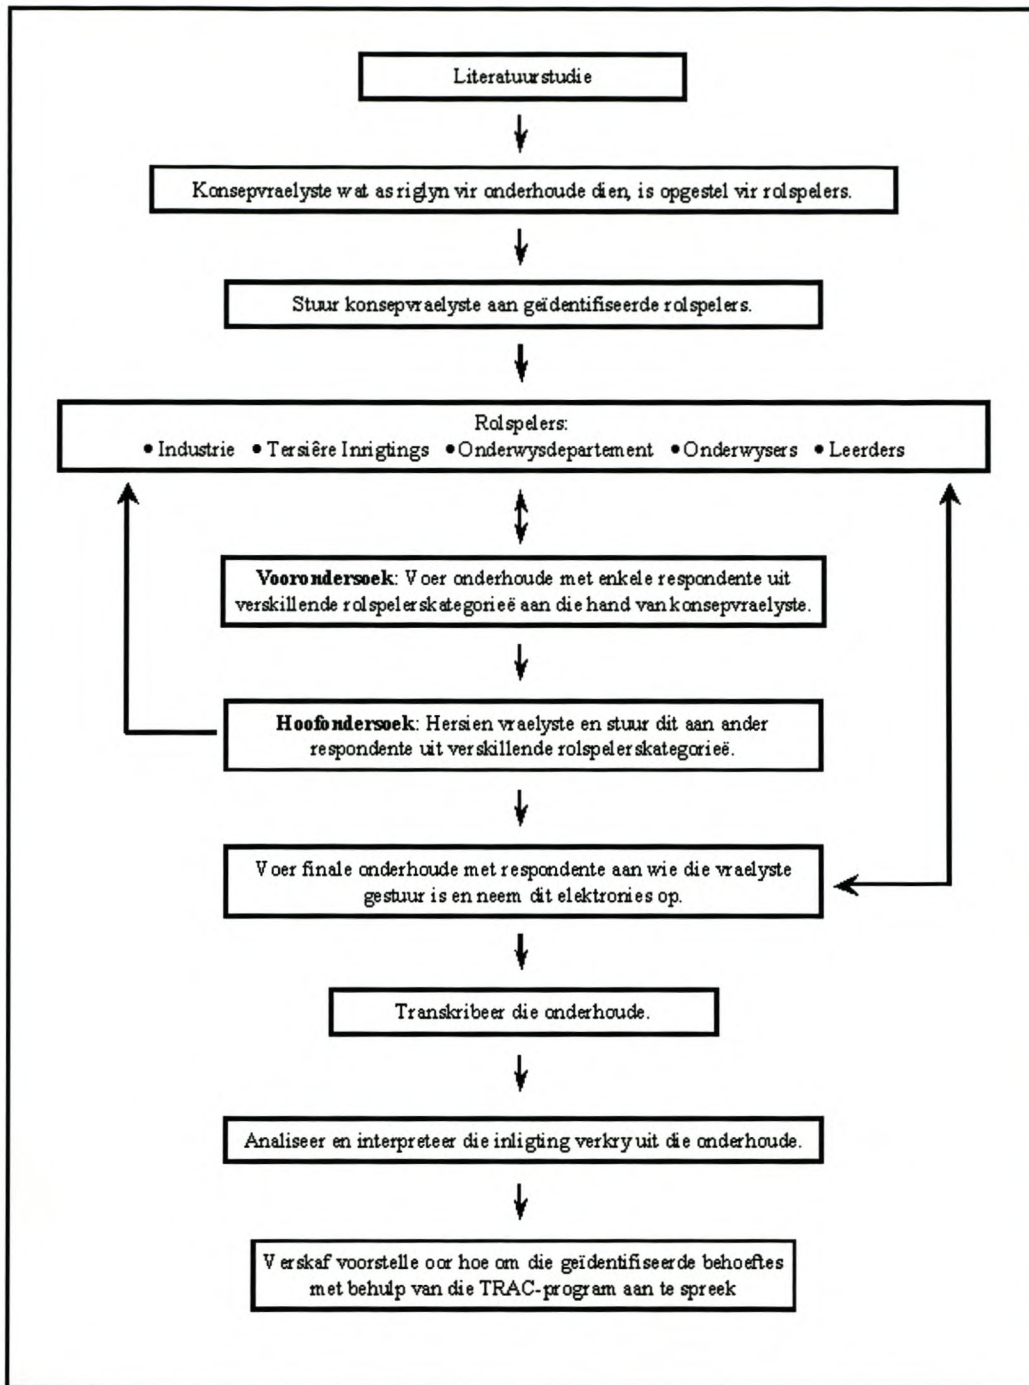 Literatuurstudie
Konsepvraelyste wat as riglyn vir onderhoude dien, is opgestel vir rolspelers.
Stuur konsepvraelyste aan geïdentifiseerde rolspelers.
Rolspelers:
• Industrie • Tersiêre Inrigtings • Onderwysdepartement • Onderwysers • Leerders
Voorondersoek: Voer onderhoude met enkele respondente uit
verskillende rolspelerskategorieë aan die hand van konsepvraelyste.
Hoofondersoek: Hersien vraelyste en stuur dit aan ander
respondente uit verskillende rolspelerskategorieë.
Voer finale onderhoude met respondente aan wie die vraelyste
gestuur is en neem dit elektronies op.
Transkribeer die onderhoude.
Analiseer en interpreteer die inligting verkry uit die onderhoude.
Verskaf voorstelle oor hoe om die geïdentifiseerde behoeftes
met behulp van die TRAC-program aan te spreek